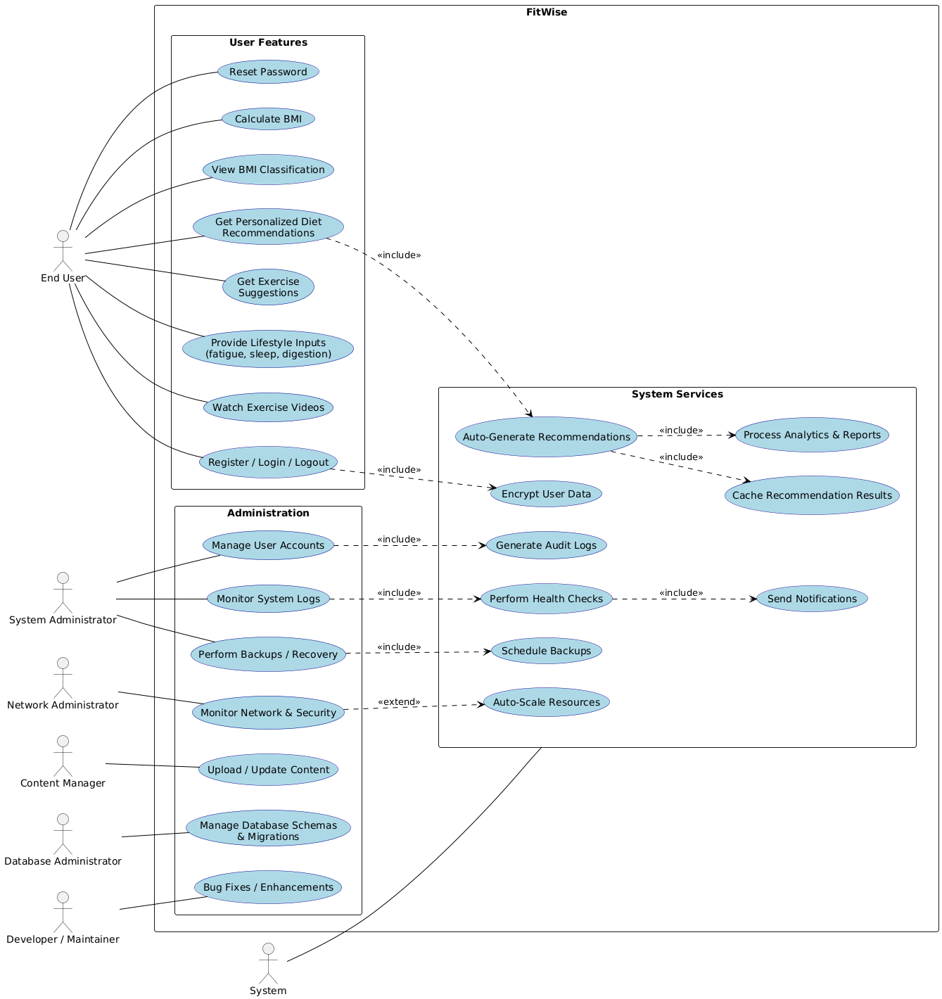 FitWise
User Features
Reset Password
Calculate BMI
View BMI Classification
Get Personalized Diet
Recommendations
«include»
Get Exercise
Suggestions
End User
Provide Lifestyle Inputs
(fatigue, sleep, digestion)
Watch Exercise Videos
Register / Login / Logout
«include»
System Services
Auto-Generate Recommendations
«include»
Process Analytics & Reports
«include»
Cache Recommendation Results
Encrypt User Data
Administration
Manage User Accounts
«include»
Generate Audit Logs
Monitor System Logs
«include»
Perform Health Checks
«include»
Send Notifications
System Administrator
Perform Backups / Recovery
«include»
Schedule Backups
Network Administrator
Monitor Network & Security
«extend»
Auto-Scale Resources
Content Manager
Upload / Update Content
Database Administrator
Manage Database Schemas
& Migrations
Developer / Maintainer
Bug Fixes / Enhancements
System